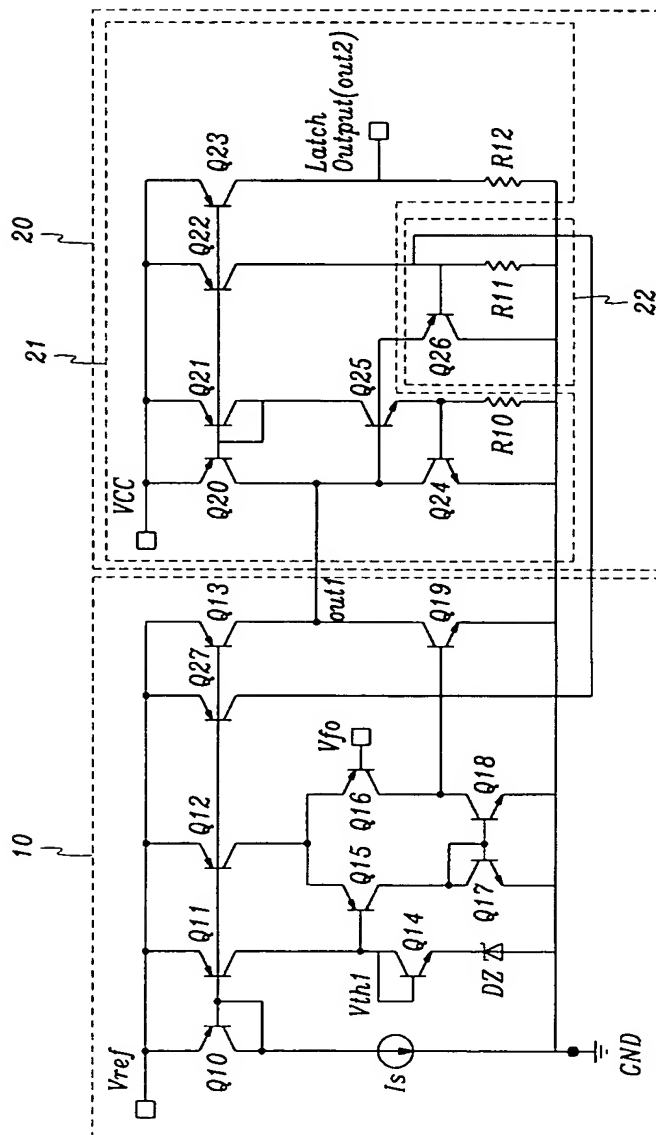 20
21
VCC
Q20
Q21
Q22
Q23
Latch
Output(out2)
Q25
Q24
Q26
R10
R11
R12
22
10
Vref
Q10
Q11
Q12
Q27
Q13
out1
Vfo
Q15
Q16
Q19
Vth1
Q14
Q17
Q18
Is
DZ
GND